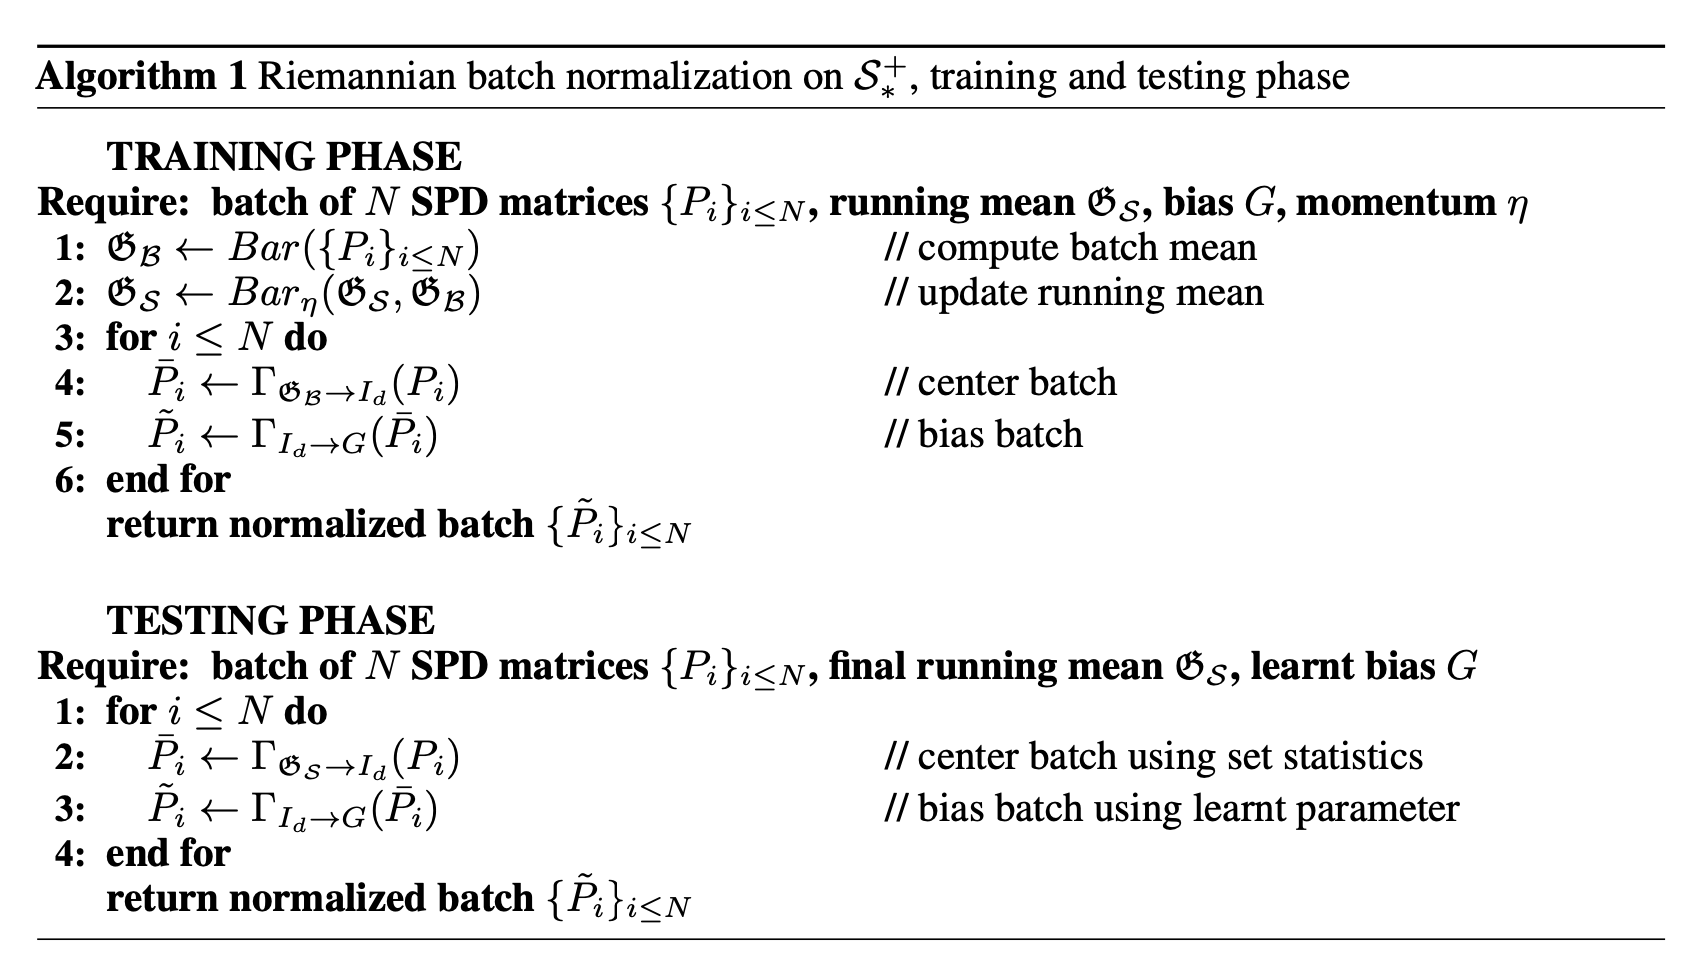 Algorithm 1 Riemannian batch normalization on $\mathcal{S}_*^+$, training and testing phase
TRAINING PHASE
Require: batch of $N$ SPD matrices $\{P_i\}_{i \leq N}$, running mean $\mathfrak{G}_{\mathcal{S}}$, bias $G$, momentum $\eta$
1: $\mathfrak{G}_{\mathcal{B}} \leftarrow Bar(\{P_i\}_{i \leq N})$ // compute batch mean
2: $\mathfrak{G}_{\mathcal{S}} \leftarrow Bar_{\eta}(\mathfrak{G}_{\mathcal{S}}, \mathfrak{G}_{\mathcal{B}})$ // update running mean
3: for $i \leq N$ do
4: $\bar{P}_i \leftarrow \Gamma_{\mathfrak{G}_{\mathcal{B}} \rightarrow I_d}(P_i)$ // center batch
5: $\tilde{P}_i \leftarrow \Gamma_{I_d \rightarrow G}(\bar{P}_i)$ // bias batch
6: end for
return normalized batch $\{\tilde{P}_i\}_{i \leq N}$
TESTING PHASE
Require: batch of $N$ SPD matrices $\{P_i\}_{i \leq N}$, final running mean $\mathfrak{G}_{\mathcal{S}}$, learnt bias $G$
1: for $i \leq N$ do
2: $\bar{P}_i \leftarrow \Gamma_{\mathfrak{G}_{\mathcal{S}} \rightarrow I_d}(P_i)$ // center batch using set statistics
3: $\tilde{P}_i \leftarrow \Gamma_{I_d \rightarrow G}(\bar{P}_i)$ // bias batch using learnt parameter
4: end for
return normalized batch $\{\tilde{P}_i\}_{i \leq N}$